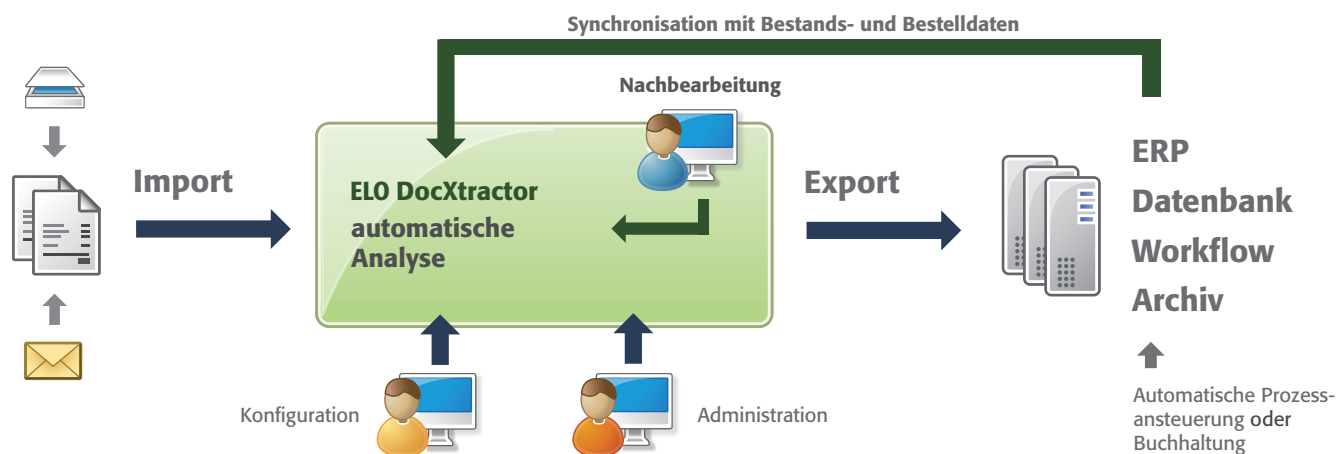 Synchronisation mit Bestands- und Bestelldaten
Nachbearbeitung
Import
ELO DocXtractor
automatische
Analyse
Export
ERP
Datenbank
Workflow
Archiv
Konfiguration
Administration
Automatische Prozess-
ansteuerung oder
Buchhaltung